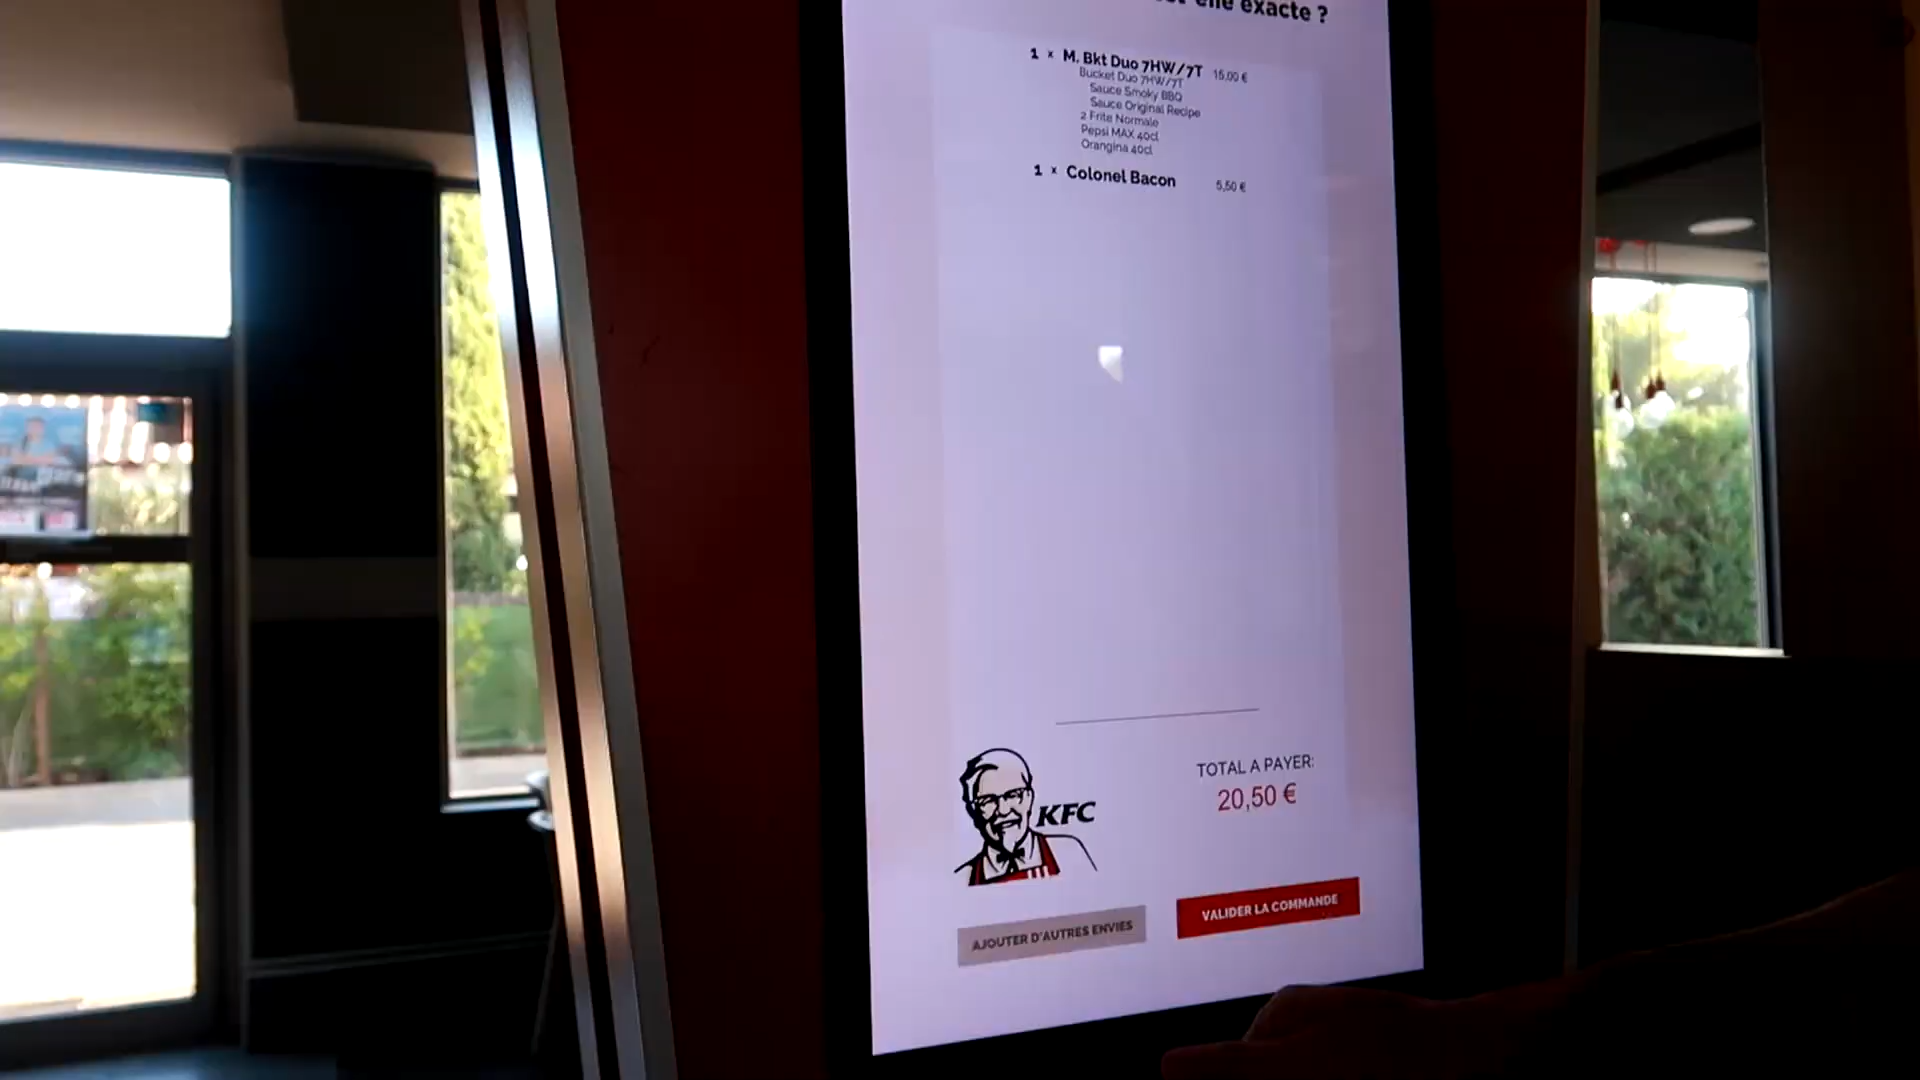 elle exacte ?
1 × M. Bkt Duo 7HW/7T 15,00 €
Bucket Duo 7HW/7T
Sauce Smoky BBQ
Sauce Original Recipe
2 Frite Normale
Pepsi MAX 40cl
Orangina 40cl
1 × Colonel Bacon 5,50 €
TOTAL A PAYER:
20,50 €
KFC
AJOUTER D'AUTRES ENVIES
VALIDER LA COMMANDE